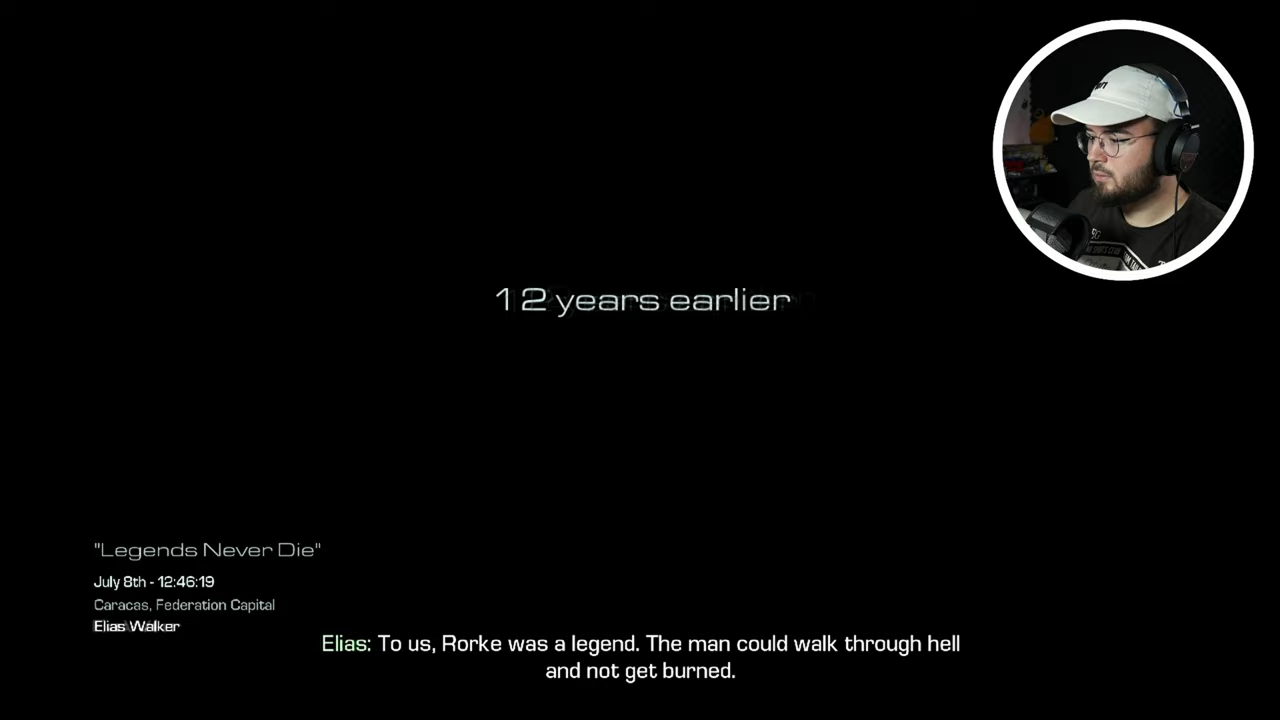 12 years earlier
"Legends Never Die"
July 8th - 12:46:19
Caracas, Federation Capital
Elias Walker
Elias: To us, Rorke was a legend. The man could walk through hell
and not get burned.